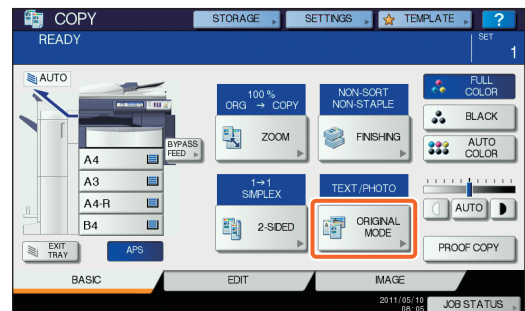 COPY
STORAGE
SETTINGS
TEMPLATE
?
READY
SET
1
AUTO
100 %
ORG → COPY
NON-SORT
NON-STAPLE
FULL
COLOR
ZOOM
FINISHING
BLACK
BYPASS
FEED
AUTO
COLOR
A4
A3
A4-R
B4
1→1
SIMPLEX
TEXT/PHOTO
2-SIDED
ORIGINAL
MODE
AUTO
EXIT
TRAY
APS
PROOF COPY
BASIC
EDIT
IMAGE
2011/05/10
08:05
JOB STATUS